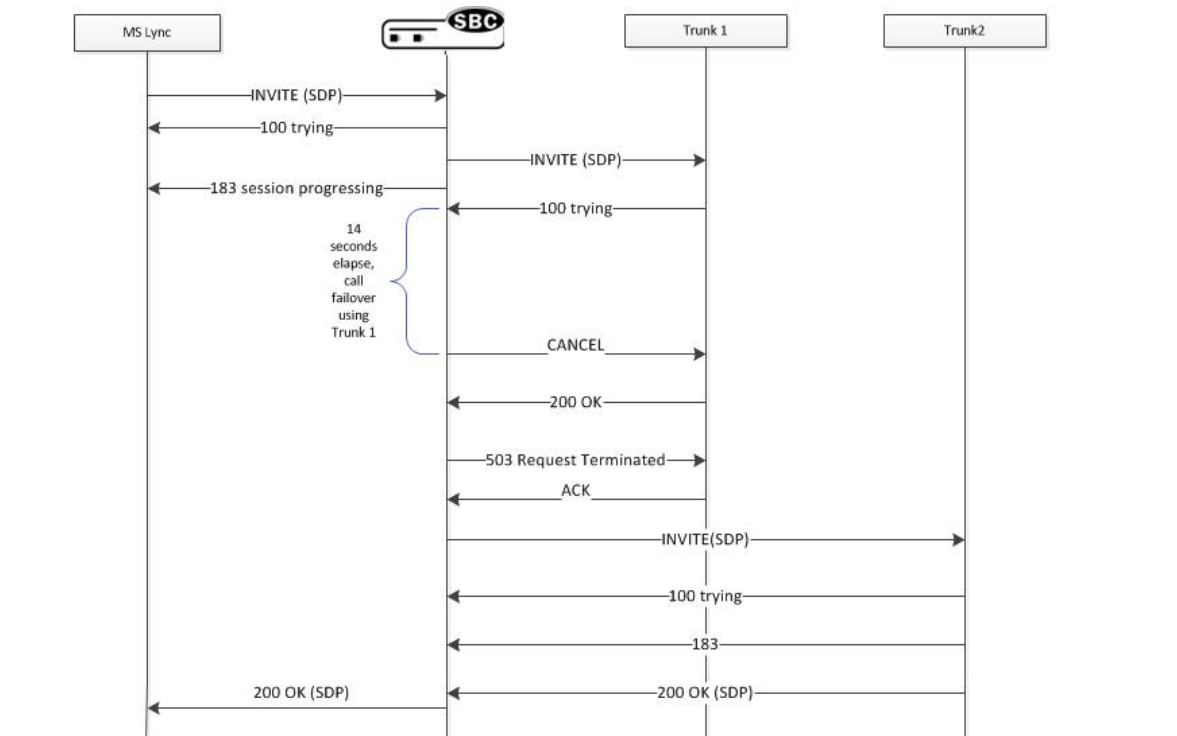 MS Lync
SBC
Trunk 1
Trunk2
INVITE (SDP)
100 trying
INVITE (SDP)
183 session progressing
100 trying
14
seconds
elapse,
call
failover
using
Trunk 1
CANCEL
200 OK
503 Request Terminated
ACK
INVITE(SDP)
100 trying
183
200 OK (SDP)
200 OK (SDP)